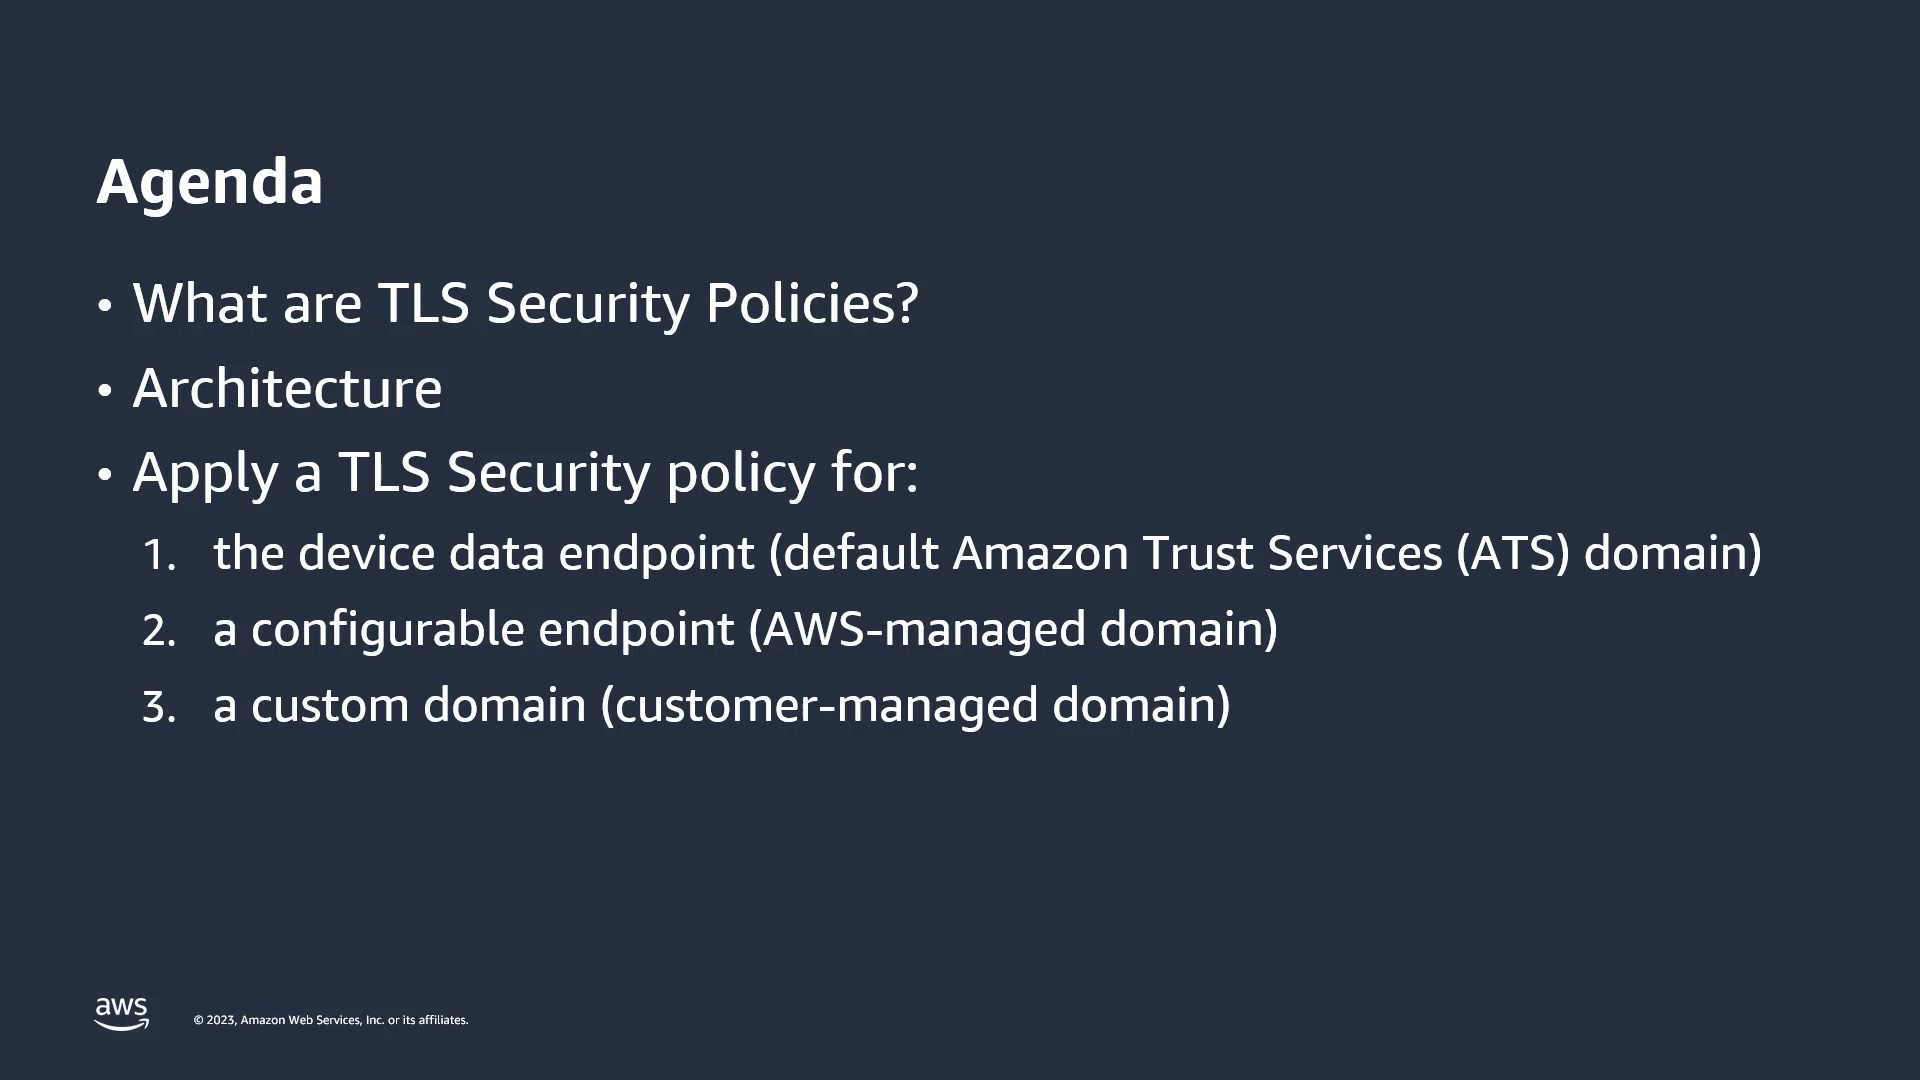 Agenda
• What are TLS Security Policies?
• Architecture
• Apply a TLS Security policy for:
1. the device data endpoint (default Amazon Trust Services (ATS) domain)
2. a configurable endpoint (AWS-managed domain)
3. a custom domain (customer-managed domain)
aws
© 2023, Amazon Web Services, Inc. or its affiliates.